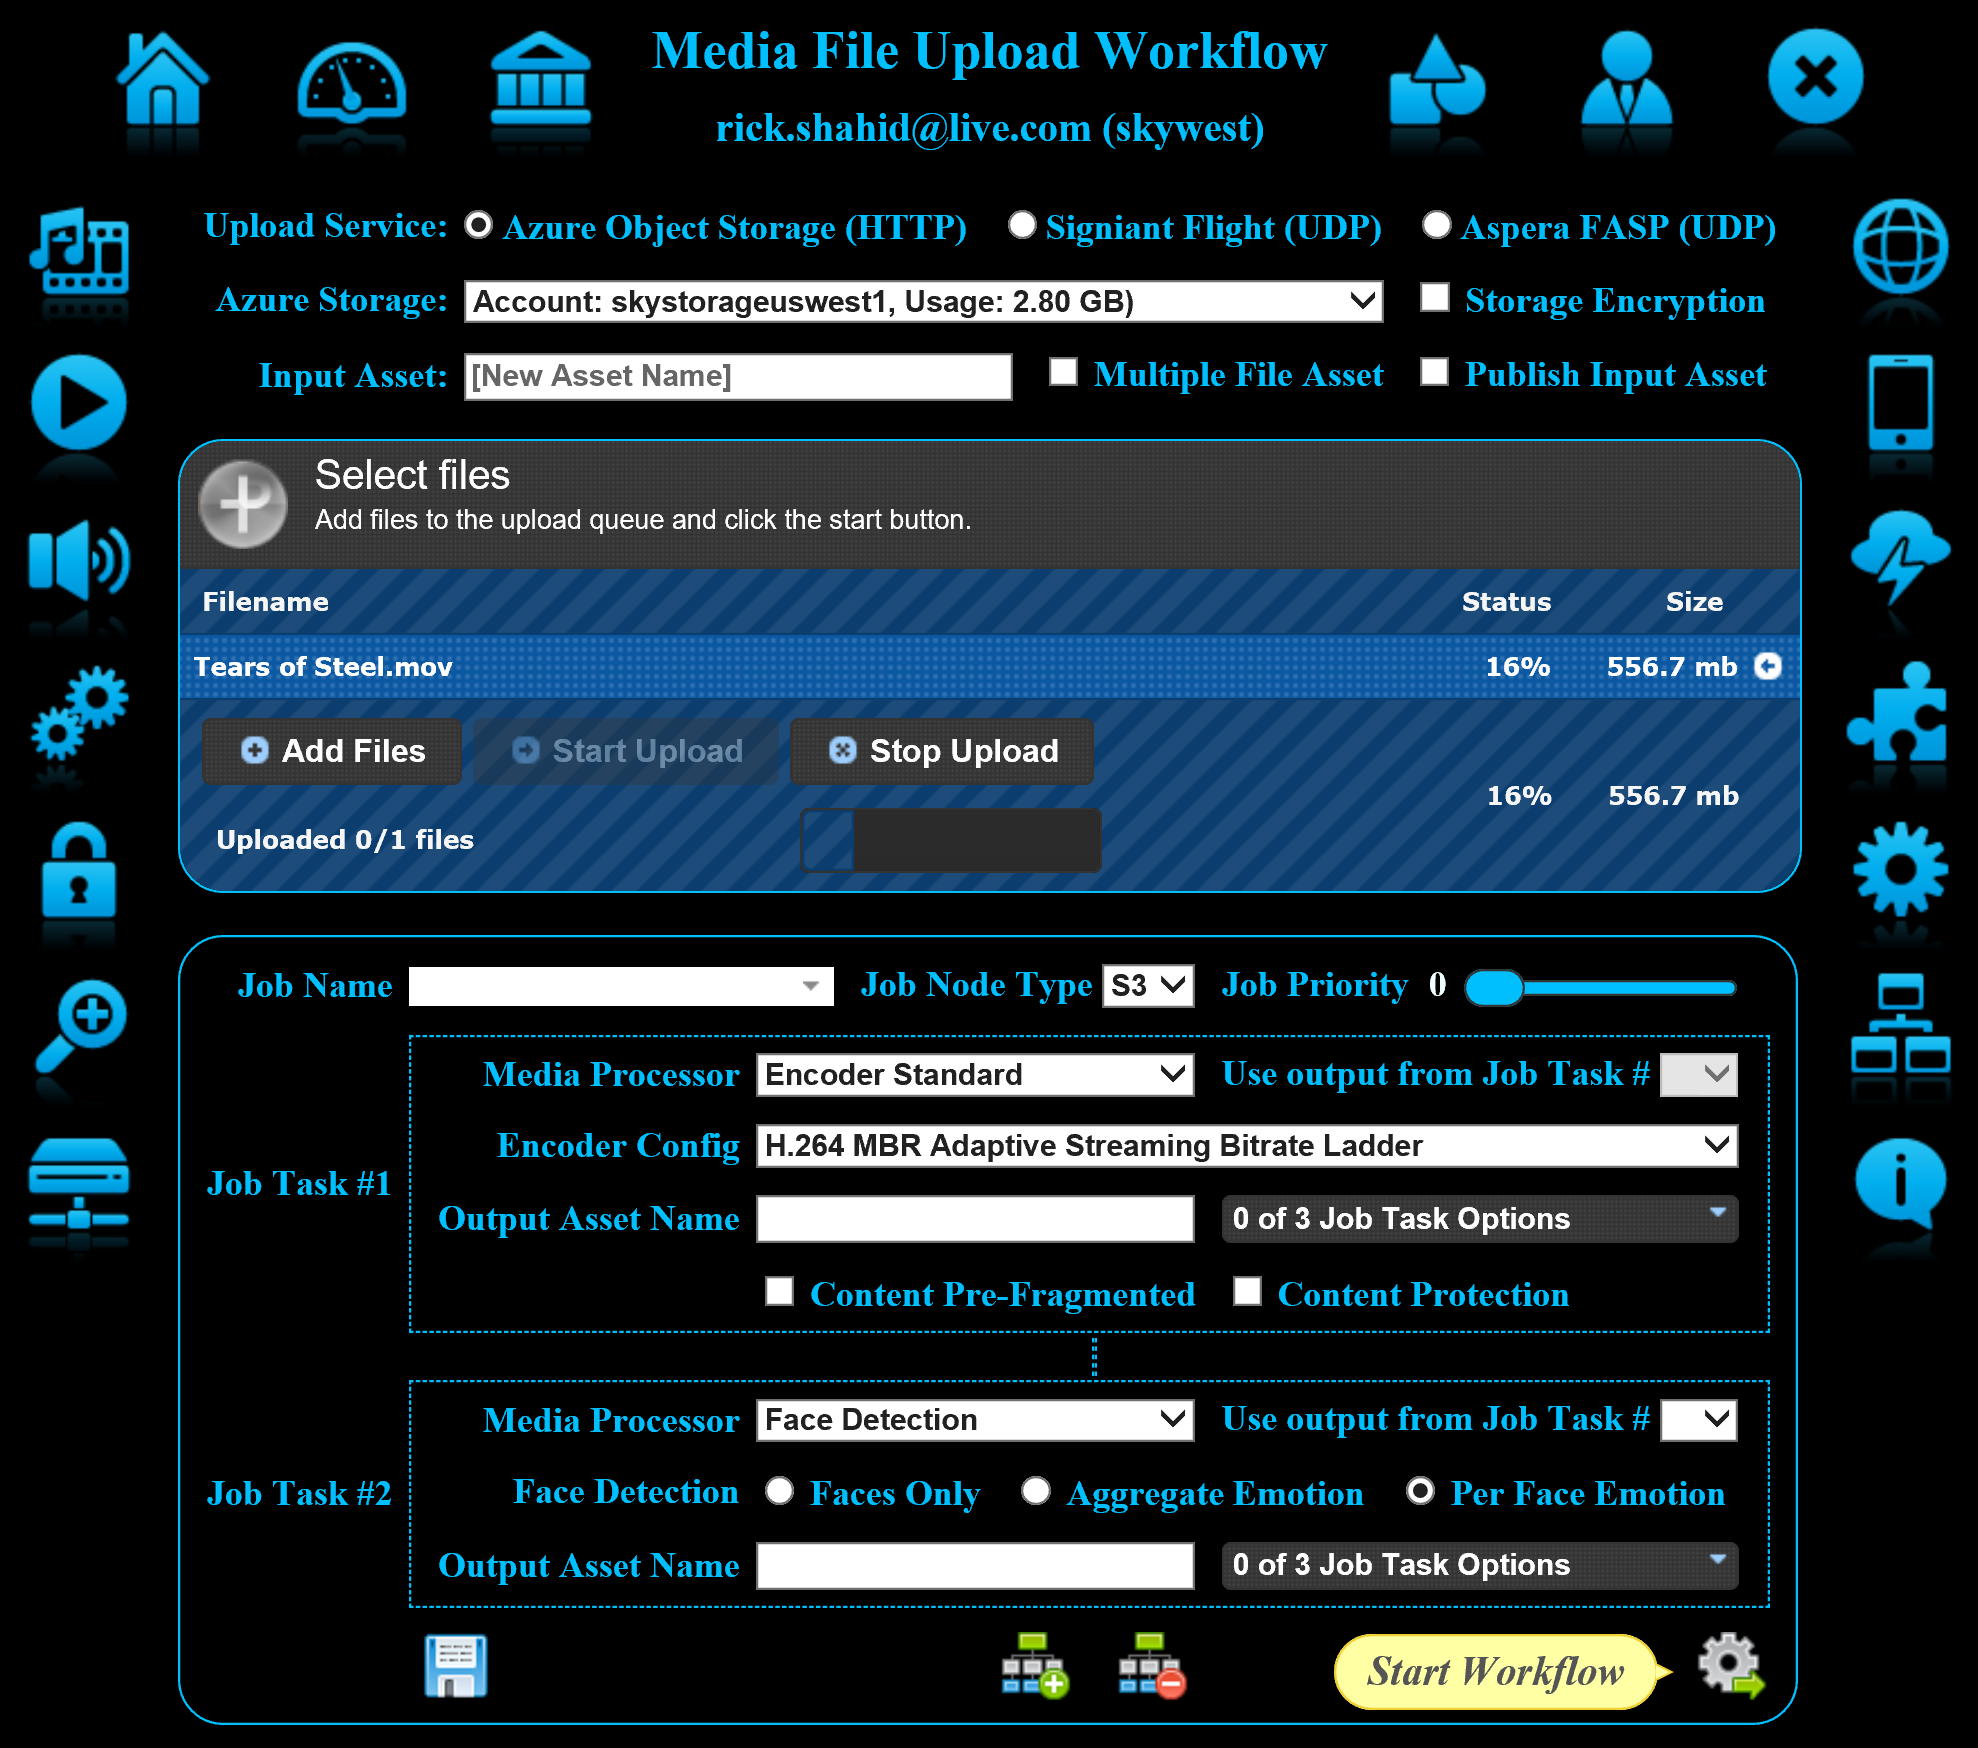 Media File Upload Workflow
rick.shahid@live.com (skywest)
Upload Service: Azure Object Storage (HTTP) Signiant Flight (UDP) Aspera FASP (UDP)
Azure Storage: Account: skystorageuswest1, Usage: 2.80 GB) Storage Encryption
Input Asset: [New Asset Name] Multiple File Asset Publish Input Asset
Select files
Add files to the upload queue and click the start button.
Filename Status Size
Tears of Steel.mov 16% 556.7 mb
Add Files Start Upload Stop Upload
16% 556.7 mb
Uploaded 0/1 files
Job Name Job Node Type S3 Job Priority 0
Media Processor Encoder Standard Use output from Job Task #
Encoder Config H.264 MBR Adaptive Streaming Bitrate Ladder
Job Task #1
Output Asset Name 0 of 3 Job Task Options
Content Pre-Fragmented Content Protection
Media Processor Face Detection Use output from Job Task #
Job Task #2 Face Detection Faces Only Aggregate Emotion Per Face Emotion
Output Asset Name 0 of 3 Job Task Options
Start Workflow